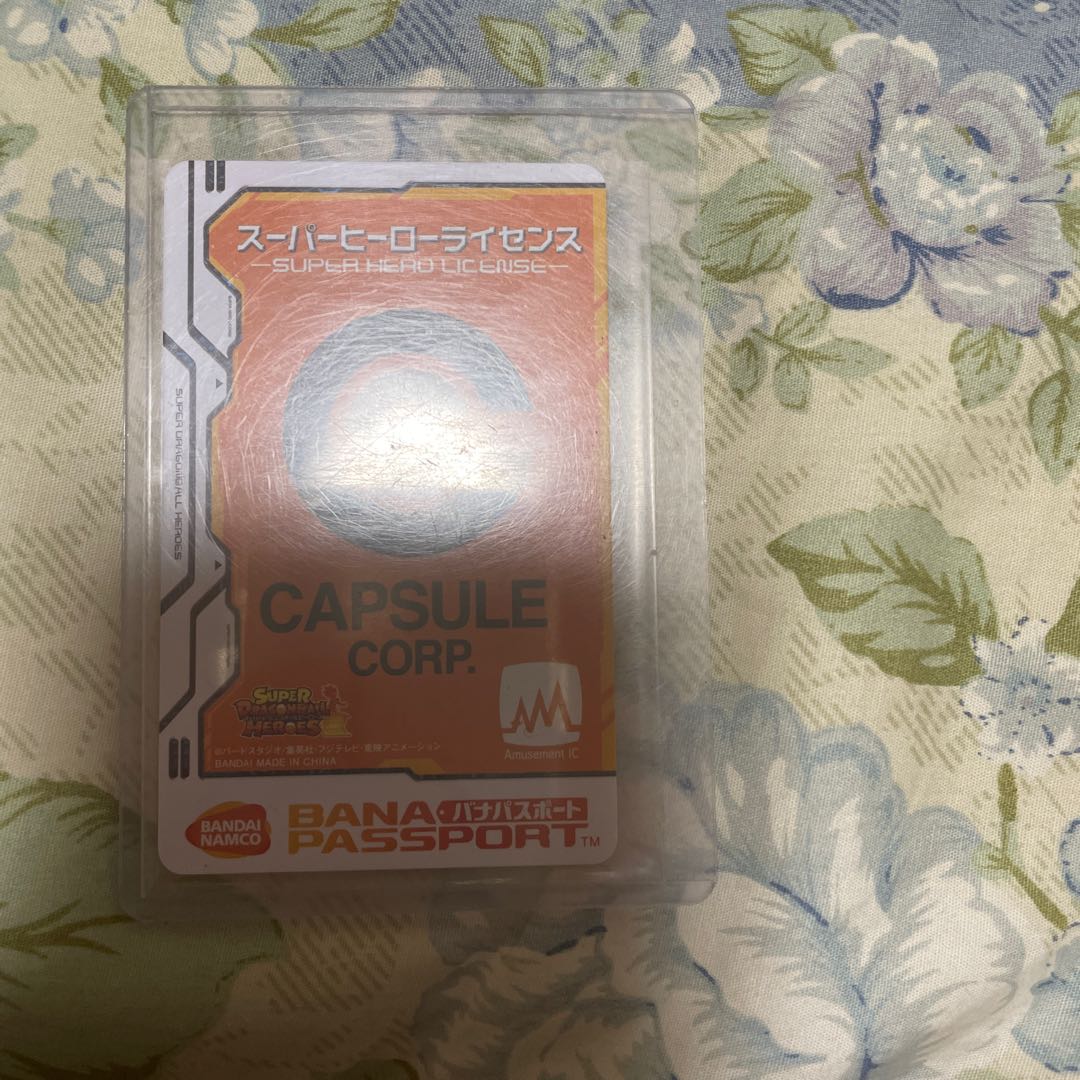 スーパーヒーローライセンス
SUPER HERO LICENSE
SUPER DRAGONBALL HEROES
CAPSULE
CORP.
SUPER
DRAGONBALL
HEROES
Amusement IC
©バードスタジオ/集英社・フジテレビ・東映アニメーション
BANDAI MADE IN CHINA
BANDAI
NAMCO
BANA バナパスポート
PASSPORT™